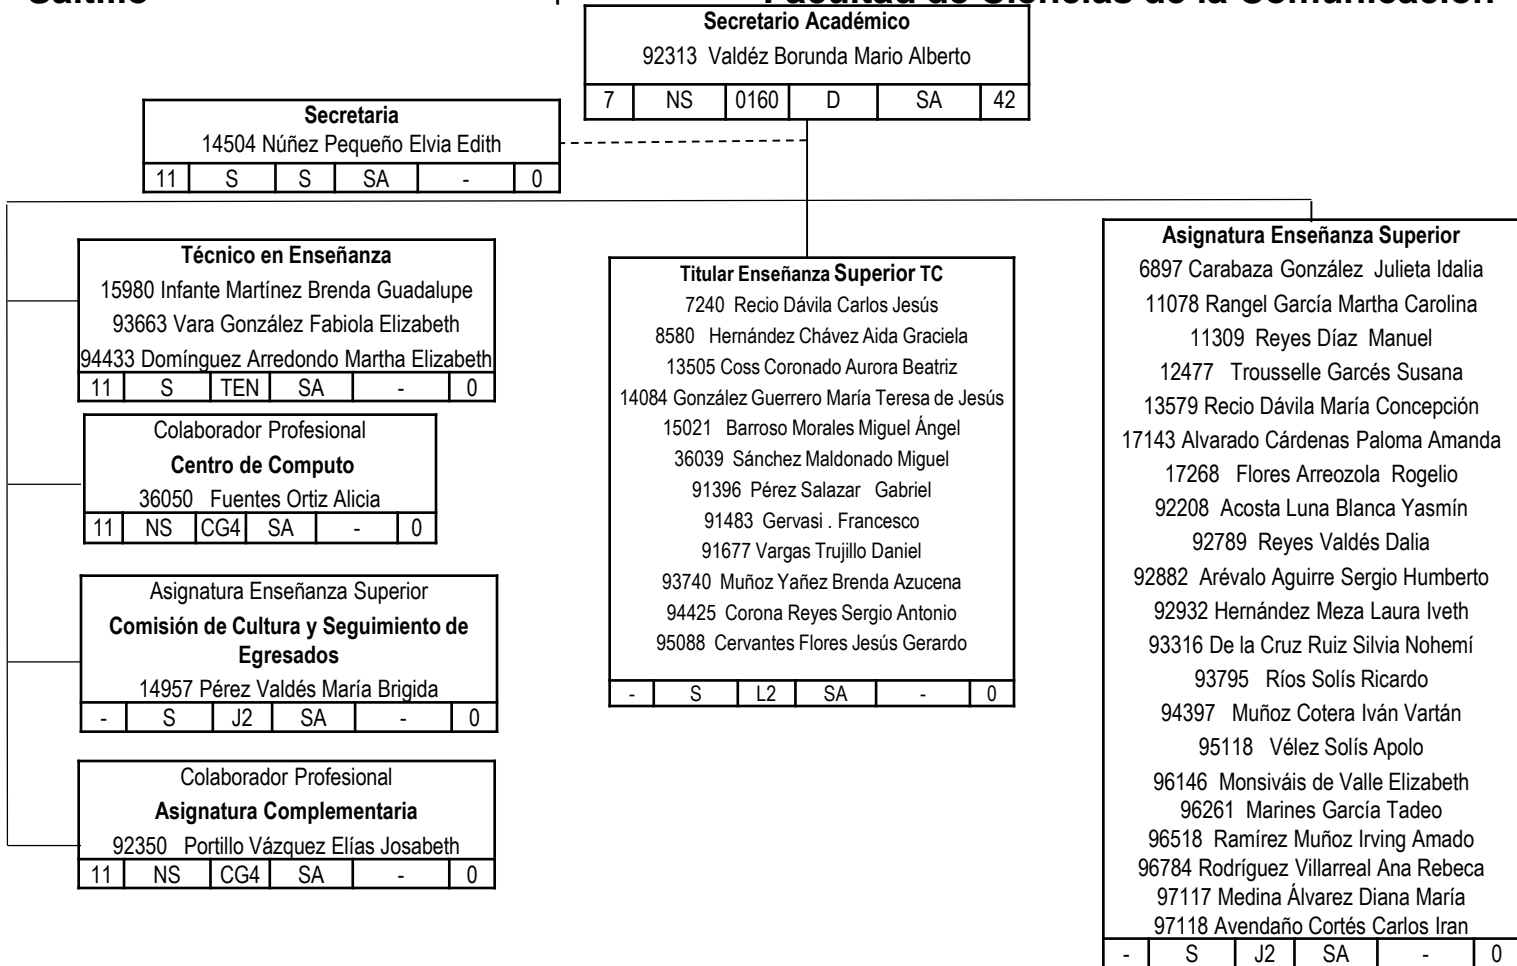 Saltillo
Facultad de Ciencias de la Comunicación
Secretario Académico
92313 Valdéz Borunda Mario Alberto
7 NS 0160 D SA 42
Secretaria
14504 Núñez Pequeño Elvia Edith
11 S S SA - 0
Técnico en Enseñanza
15980 Infante Martínez Brenda Guadalupe
93663 Vara González Fabiola Elizabeth
94433 Domínguez Arredondo Martha Elizabeth
11 S TEN SA - 0
Colaborador Profesional
Centro de Computo
36050 Fuentes Ortiz Alicia
11 NS CG4 SA - 0
Asignatura Enseñanza Superior
Comisión de Cultura y Seguimiento de
Egresados
14957 Pérez Valdés María Brigida
- S J2 SA - 0
Colaborador Profesional
Asignatura Complementaria
92350 Portillo Vázquez Elías Josabeth
11 NS CG4 SA - 0
Titular Enseñanza Superior TC
7240 Recio Dávila Carlos Jesús
8580 Hernández Chávez Aida Graciela
13505 Coss Coronado Aurora Beatriz
14084 González Guerrero María Teresa de Jesús
15021 Barroso Morales Miguel Ángel
36039 Sánchez Maldonado Miguel
91396 Pérez Salazar Gabriel
91483 Gervasi . Francesco
91677 Vargas Trujillo Daniel
93740 Muñoz Yañez Brenda Azucena
94425 Corona Reyes Sergio Antonio
95088 Cervantes Flores Jesús Gerardo
- S L2 SA - 0
Asignatura Enseñanza Superior
6897 Carabaza González Julieta Idalia
11078 Rangel García Martha Carolina
11309 Reyes Díaz Manuel
12477 Trousselle Garcés Susana
13579 Recio Dávila María Concepción
17143 Alvarado Cárdenas Paloma Amanda
17268 Flores Arreozola Rogelio
92208 Acosta Luna Blanca Yasmín
92789 Reyes Valdés Dalia
92882 Arévalo Aguirre Sergio Humberto
92932 Hernández Meza Laura Iveth
93316 De la Cruz Ruiz Silvia Nohemí
93795 Ríos Solís Ricardo
94397 Muñoz Cotera Iván Vartán
95118 Vélez Solís Apolo
96146 Monsiváis de Valle Elizabeth
96261 Marines García Tadeo
96518 Ramírez Muñoz Irving Amado
96784 Rodríguez Villarreal Ana Rebeca
97117 Medina Álvarez Diana María
97118 Avendaño Cortés Carlos Iran
- S J2 SA - 0